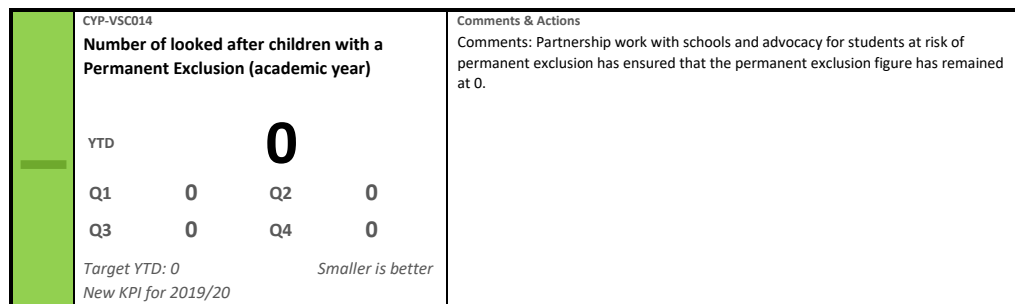 CYP-VSC014
Number of looked after children with a
Permanent Exclusion (academic year)
YTD 0
Q1 0 Q2 0
Q3 0 Q4 0
Target YTD: 0 Smaller is better
New KPI for 2019/20
Comments & Actions
Comments: Partnership work with schools and advocacy for students at risk of
permanent exclusion has ensured that the permanent exclusion figure has remained
at 0.